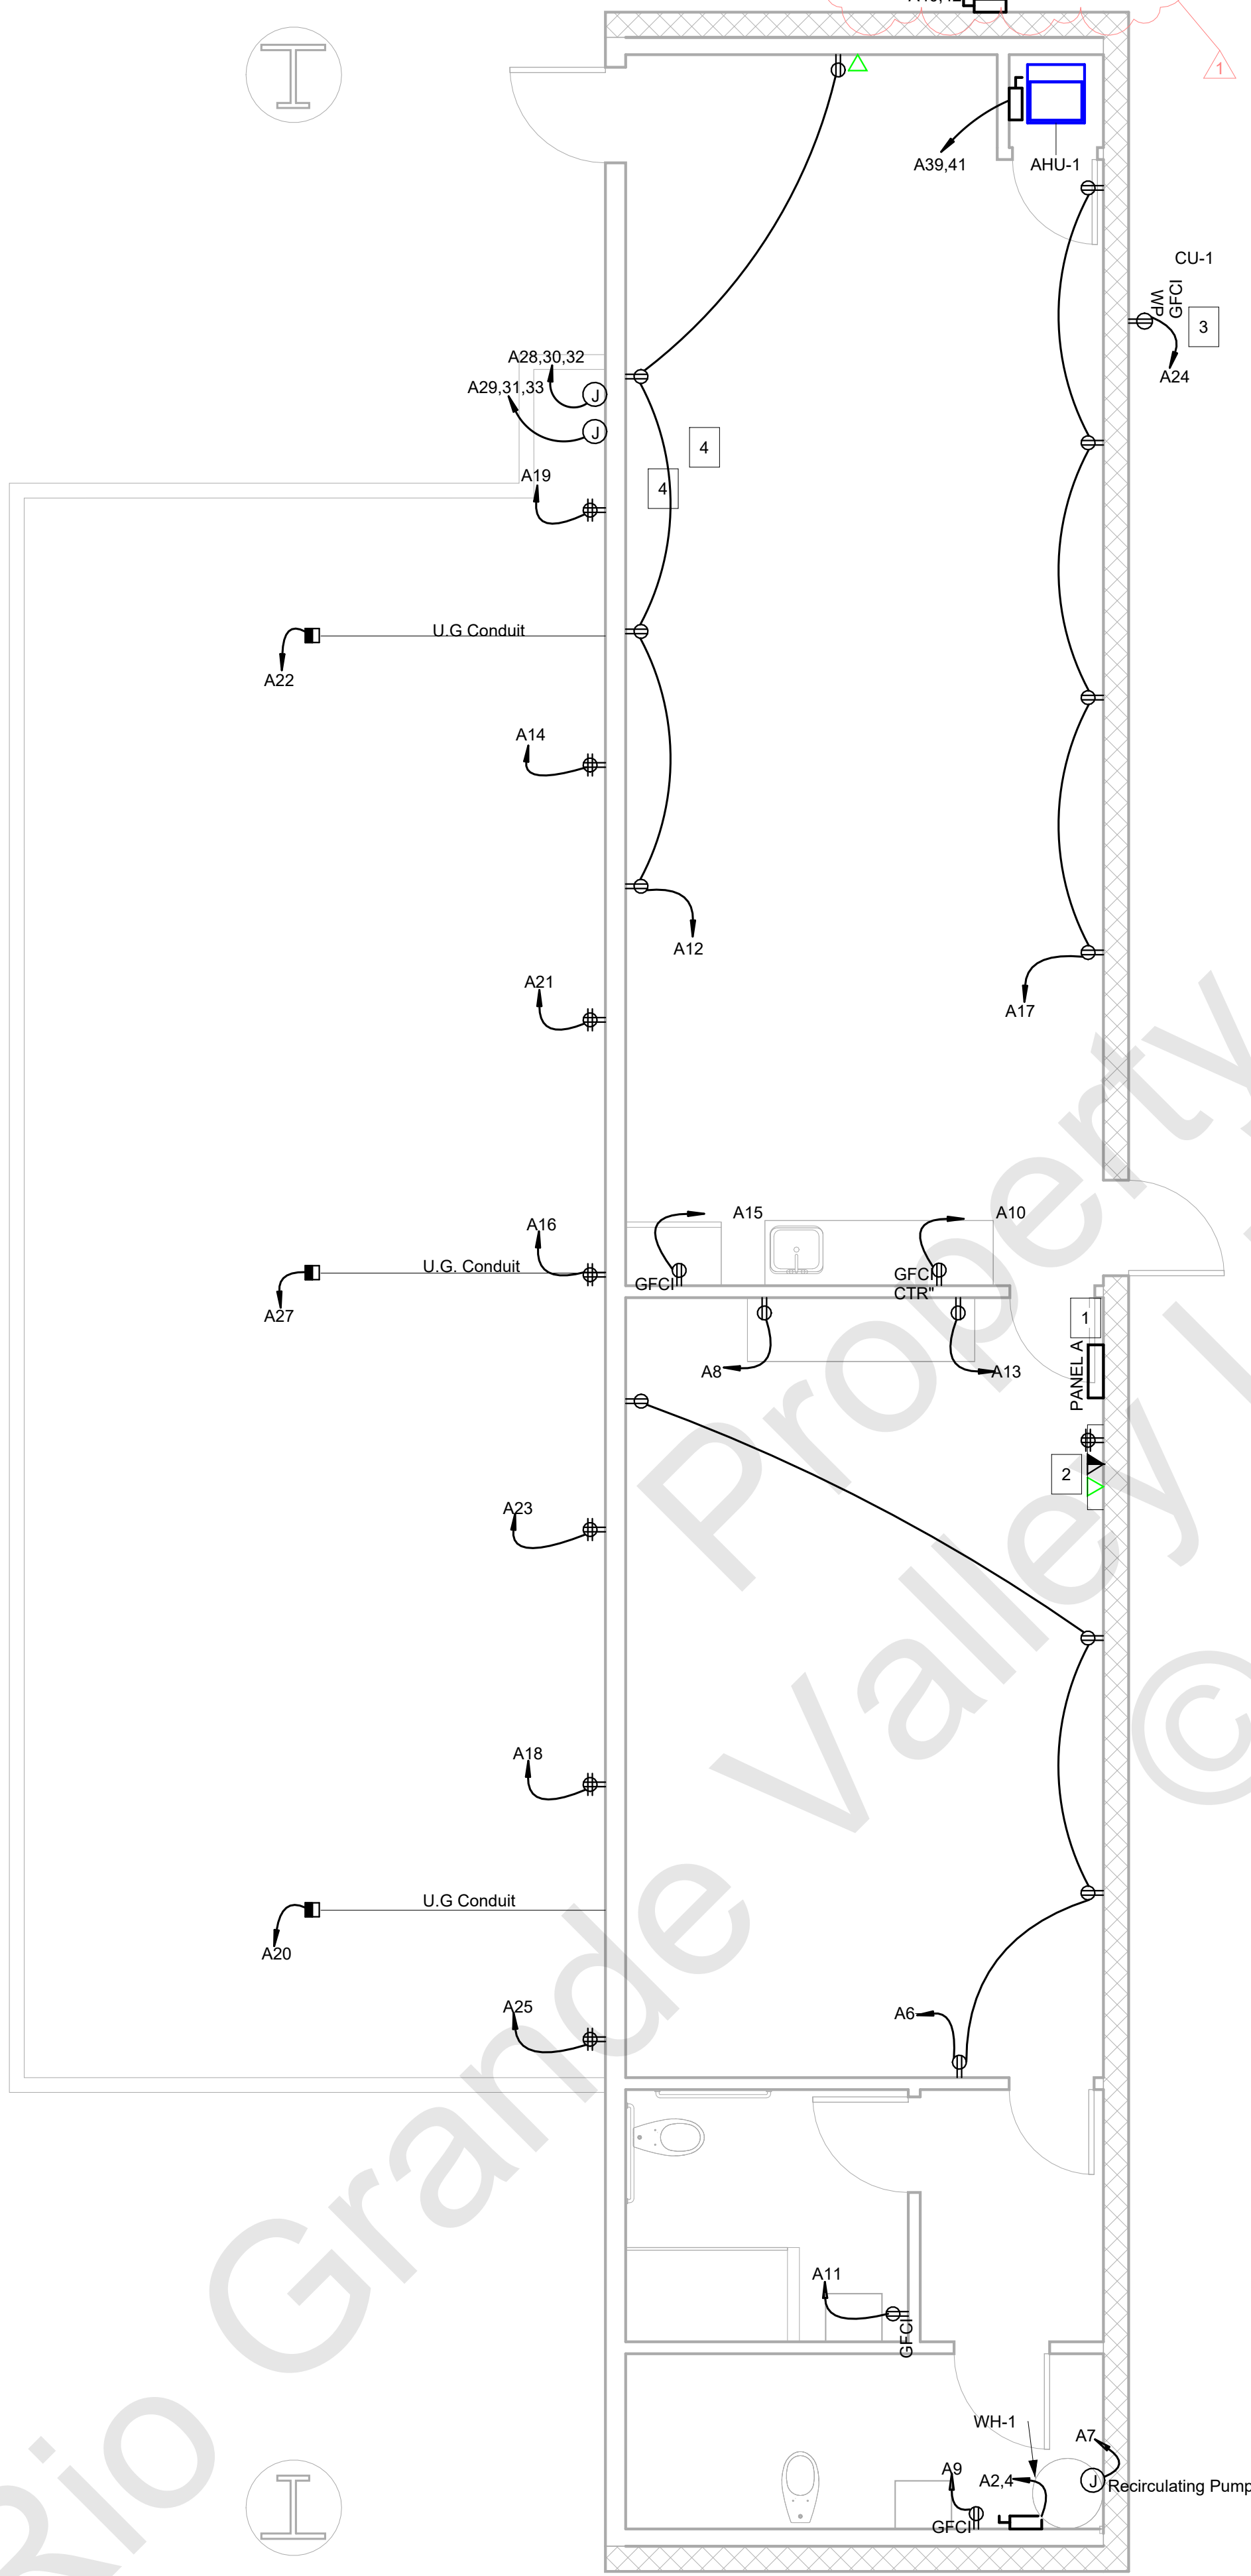 1
A39,41
AHU-1
CU-1
WP
GFCI
3
A24
A28,30,32
J
A29,31,33
J
4
4
A19
U.G Conduit
A22
A14
A12
A21
A17
A15
A10
A16
U.G. Conduit
GFCI
GFCI
CTR"
A27
1
A8
A13
PANEL A
2
A23
A18
U.G Conduit
A20
A25
A6
A11
GFCI
WH-1
A7
A9
A2,4
J
Recirculating Pump
GFCI
Property
Rio Grande Valley
©